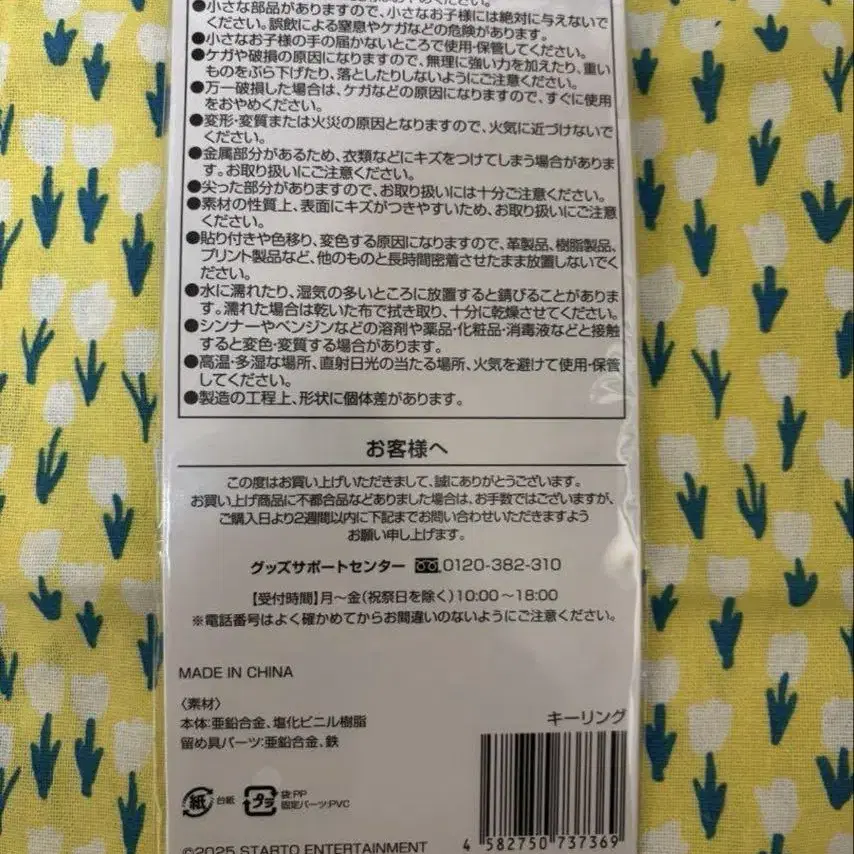 ●小さな部品がありますので、小さなお子様には絶対に与えないで
ください。誤飲による窒息やケガなどの危険があります。
●小さなお子様の手の届かないところで使用・保管してください。
●ケガや破損の原因になりますので、無理に強い力を加えたり、重い
ものをぶら下げたり、落としたりしないようにご注意ください。
●万一破損した場合は、ケガなどの原因になりますので、すぐに使用
をおやめください。
●変形・変質または火災の原因となりますので、火気に近づけないで
ください。
●金属部分があるため、衣類などにキズをつけてしまう場合がありま
す。お取り扱いにご注意ください。
●尖った部分がありますので、お取り扱いには十分ご注意ください。
●素材の性質上、表面にキズがつきやすいため、お取り扱いにご注意
ください。
●貼り付きや色移り、変色する原因になりますので、革製品、樹脂製品、
プリント製品など、他のものと長時間密着させたまま放置しないでく
ださい。
●水に濡れたり、湿気の多いところに放置すると錆びることがありま
す。濡れた場合は乾いた布で拭き取り、十分に乾燥させてください。
●シンナーやベンジンなどの溶剤や薬品・化粧品・消毒液などと接触
すると変色・変質する場合があります。
●高温・多湿な場所、直射日光の当たる場所、火気を避けて使用・保管
してください。
●製造の工程上、形状に個体差があります。
お客様へ
この度はお買い上げいただきまして、誠にありがとうございます。
お買い上げ商品に不都合品などありました場合は、お手数ではございますが、
ご購入日より2週間以内に下記までお問い合わせいただきますよう
お願い申し上げます。
グッズサポートセンター 0120-382-310
【受付時間】月~金(祝祭日を除く)10:00~18:00
※電話番号はよく確かめてからお間違いのないようにご注意ください。
MADE IN CHINA
〈素材〉
本体:亜鉛合金、塩化ビニル樹脂
留め具パーツ:亜鉛合金、鉄
キーリング
紙 台紙 プラ 袋:PP
固定パーツ:PVC
©2025 STARTO ENTERTAINMENT
4 582750 737369